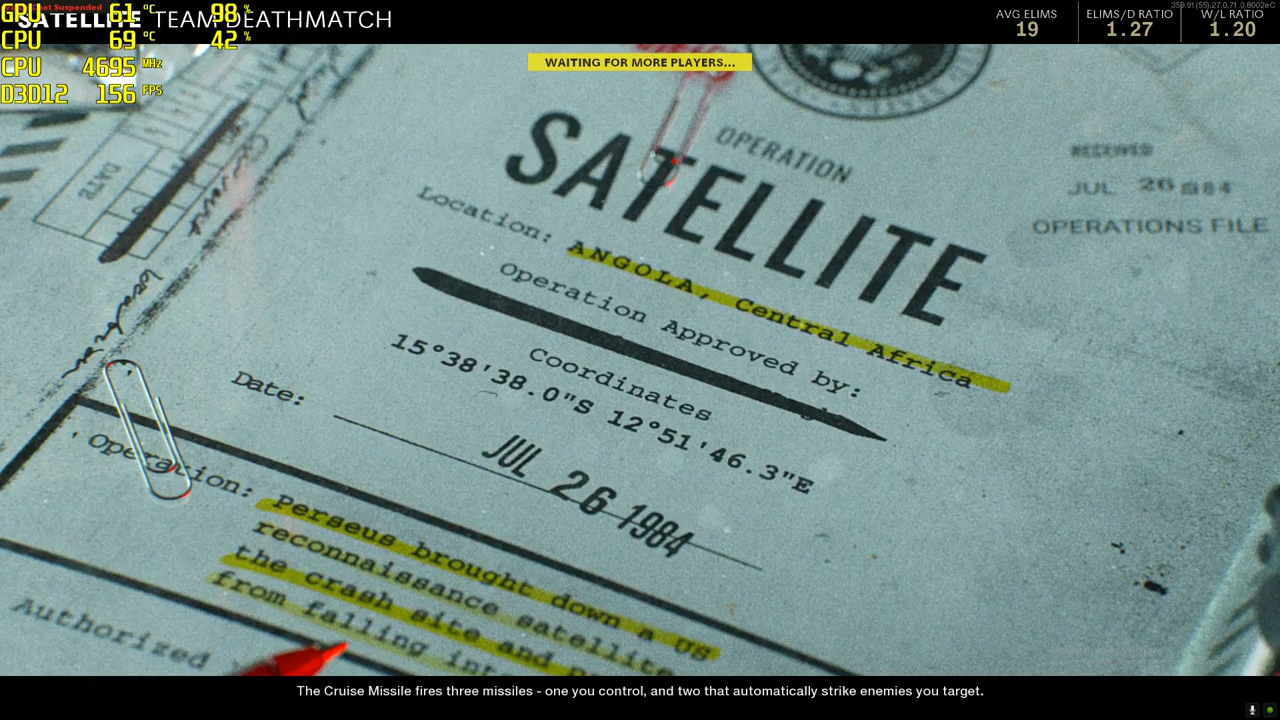 Chat Suspended
GPU 61 °C 98 %
CPU 69 °C 42 %
CPU 4695 MHz
D3D12 156 FPS
SATELLITE TEAM DEATHMATCH
AVG ELIMS
19
ELIMS/D RATIO
1.27
W/L RATIO
1.20
WAITING FOR MORE PLAYERS...
OPERATION
SATELLITE
RECEIVED
JUL 26 1984
OPERATIONS FILE
DATE
Location: ANGOLA, Central Africa
Operation Approved by:
Coordinates
15°38'38.0"S 12°51'46.3"E
Date:
JUL 26 1984
Operation:
Perseus brought down a US
reconnaissance satellite
the crash site and
from falling
Authorized
The Cruise Missile fires three missiles - one you control, and two that automatically strike enemies you target.